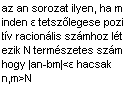 az an sorozat ilyen, ha m
inden ε tetszőlegese pozi
tív racionális számhoz lét
ezik N természetes szám
hogy |an-bm|<ε hacsak
n,m>N